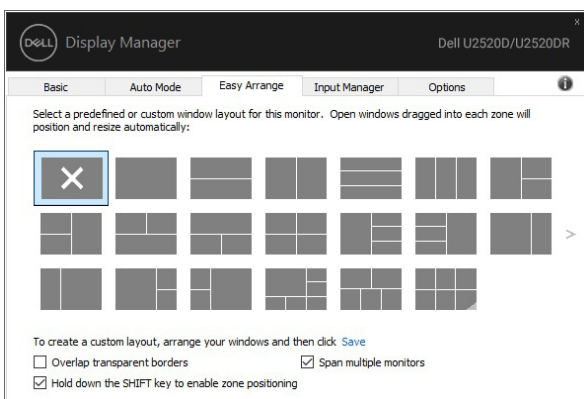 DELL Display Manager Dell U2520D/U2520DR
Basic Auto Mode Easy Arrange Input Manager Options
Select a predefined or custom window layout for this monitor. Open windows dragged into each zone will
position and resize automatically:
To create a custom layout, arrange your windows and then click Save
Overlap transparent borders Span multiple monitors
Hold down the SHIFT key to enable zone positioning